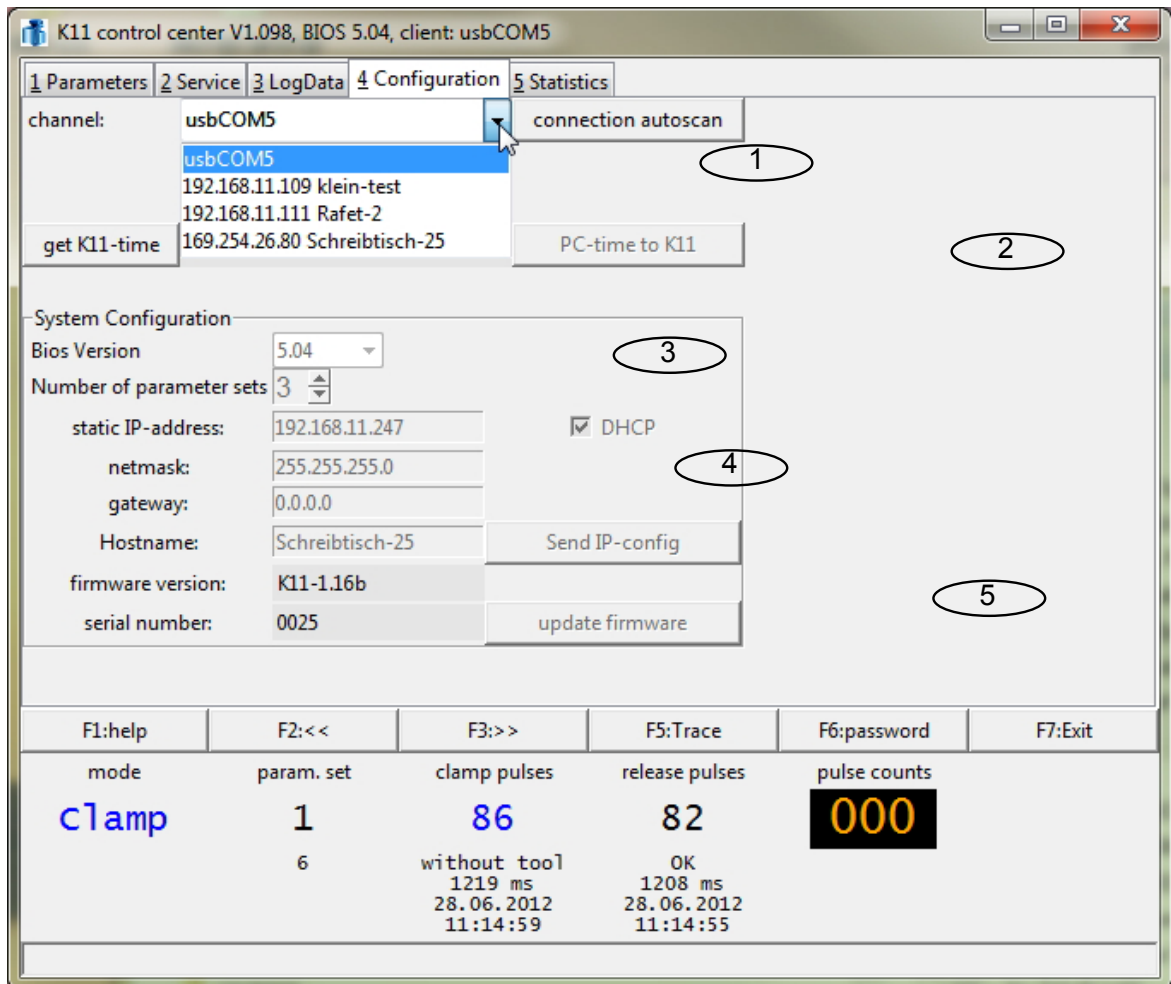 K11 control center V1.098, BIOS 5.04, client: usbCOM5
1 Parameters 2 Service 3 LogData 4 Configuration 5 Statistics
channel: usbCOM5 connection autoscan
usbCOM5
1
192.168.11.109 klein-test
192.168.11.111 Rafet-2
get K11-time 169.254.26.80 Schreibtisch-25 PC-time to K11 2
System Configuration
Bios Version 5.04 3
Number of parameter sets 3
static IP-address: 192.168.11.247 DHCP
netmask: 255.255.255.0 4
gateway: 0.0.0.0
Hostname: Schreibtisch-25 Send IP-config
firmware version: K11-1.16b 5
serial number: 0025 update firmware
F1:help F2:<< F3:>> F5:Trace F6:password F7:Exit
mode param. set clamp pulses release pulses pulse counts
clamp 1 86 82 000
6 without tool OK
1219 ms 1208 ms
28.06.2012 28.06.2012
11:14:59 11:14:55